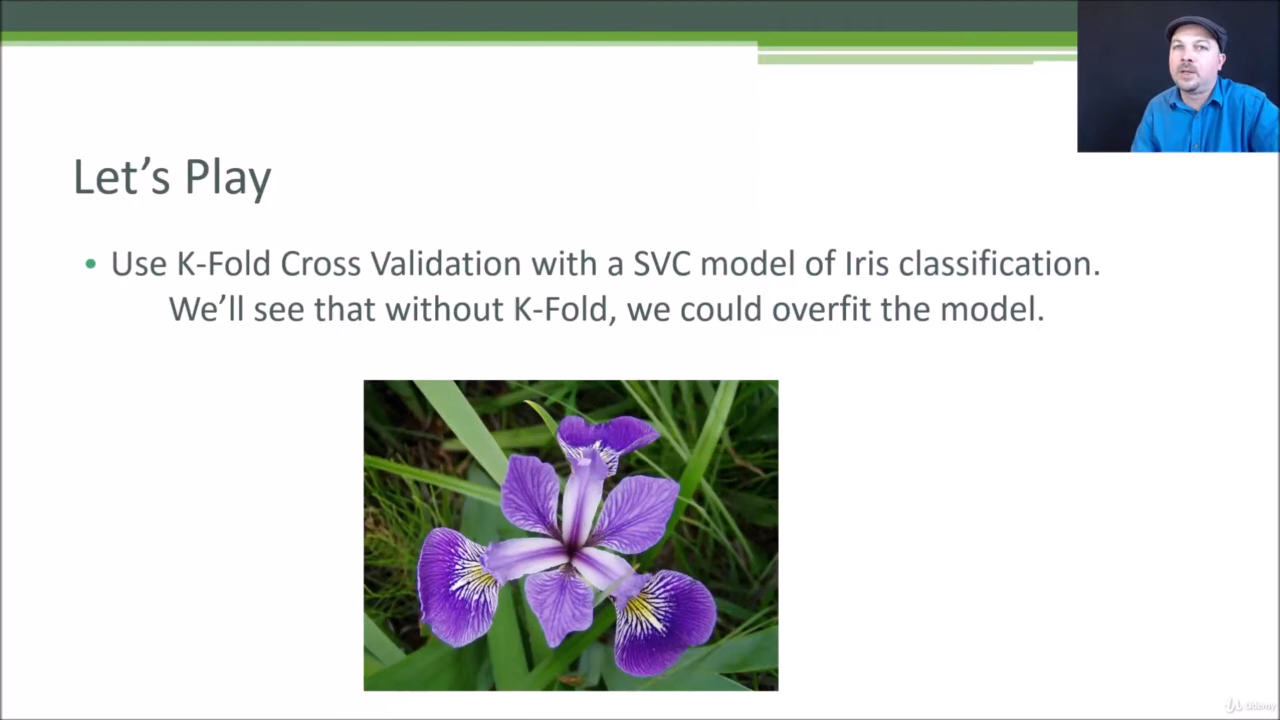 Let’s Play
• Use K-Fold Cross Validation with a SVC model of Iris classification.
We’ll see that without K-Fold, we could overfit the model.
Udemy